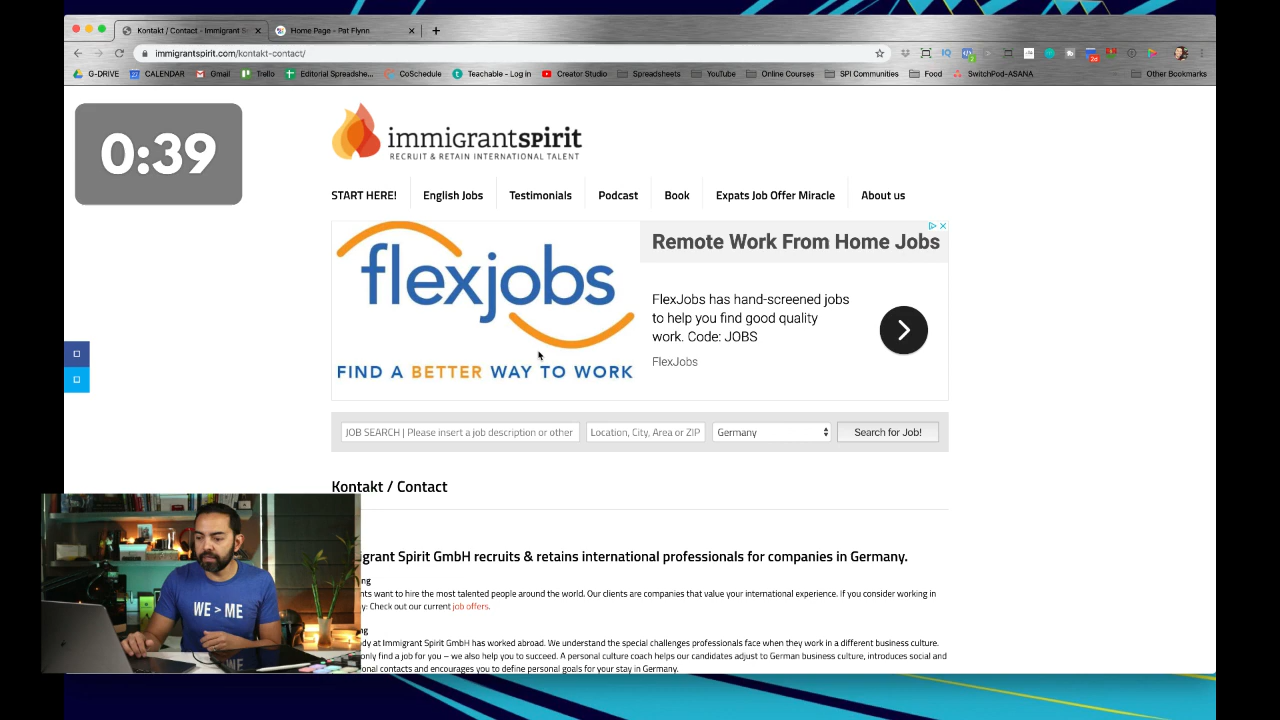 Kontakt / Contact - Immigrant S
Home Page - Pat Flynn
immigrantspirit.com/kontakt-contact/
G-DRIVE CALENDAR Gmail Trello Editorial Spreadshe... CoSchedule Teachable - Log in Creator Studio Spreadsheets YouTube Online Courses SPI Communities Food SwitchPod-ASANA Other Bookmarks
0:39
immigrantspirit
RECRUIT & RETAIN INTERNATIONAL TALENT
START HERE! English Jobs Testimonials Podcast Book Expats Job Offer Miracle About us
flexjobs
FIND A BETTER WAY TO WORK
Remote Work From Home Jobs
FlexJobs has hand-screened jobs
to help you find good quality
work. Code: JOBS
FlexJobs
JOB SEARCH | Please insert a job description or other Location, City, Area or ZIP Germany Search for Job!
Kontakt / Contact
grant Spirit GmbH recruits & retains international professionals for companies in Germany.
nts want to hire the most talented people around the world. Our clients are companies that value your international experience. If you consider working in
y: Check out our current job offers.
dy at Immigrant Spirit GmbH has worked abroad. We understand the special challenges professionals face when they work in a different business culture.
only find a job for you – we also help you to succeed. A personal culture coach helps our candidates adjust to German business culture, introduces social and
onal contacts and encourages you to define personal goals for your stay in Germany.
WE > ME